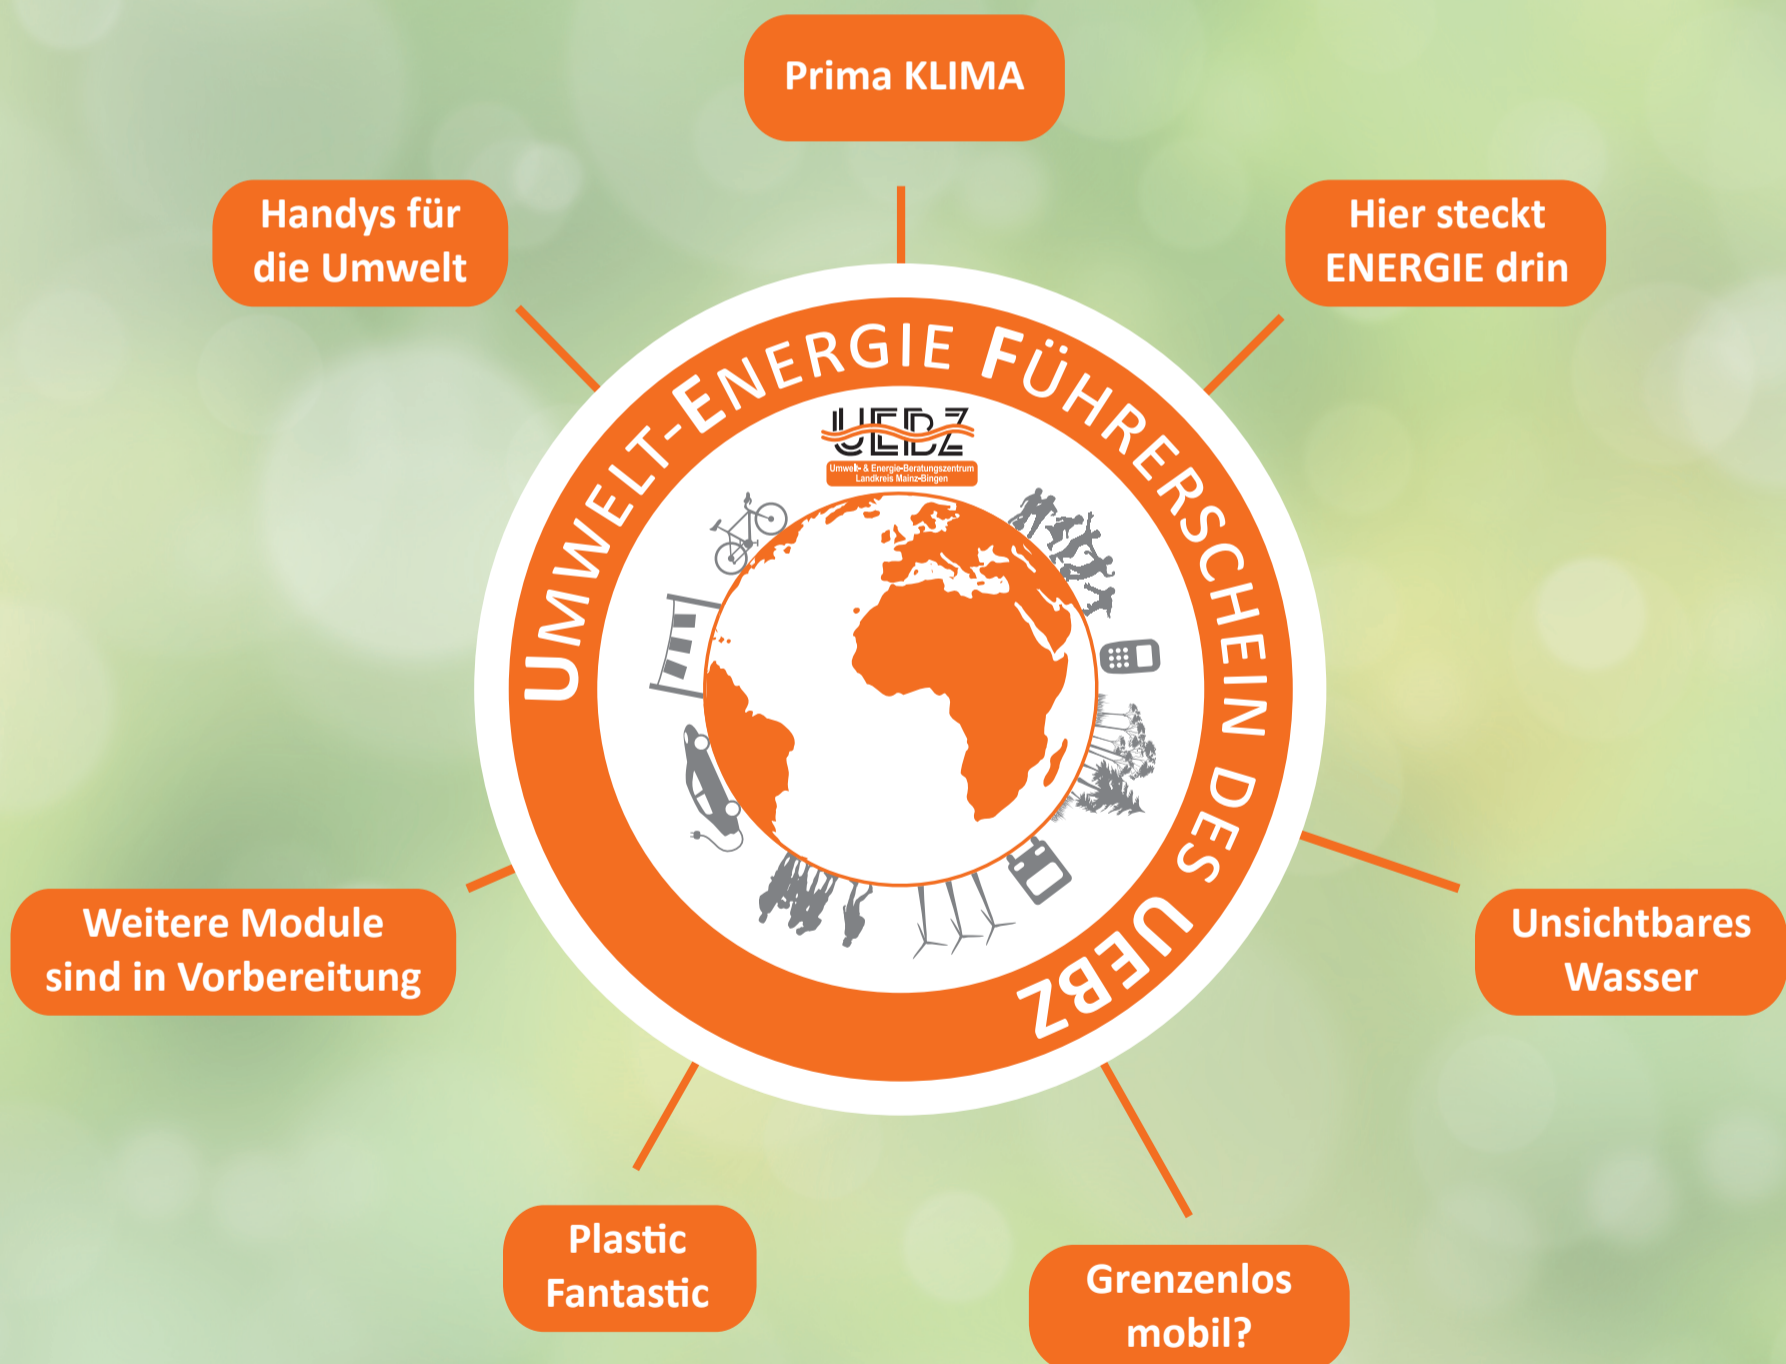 Prima KLIMA
Handys für
die Umwelt
Hier steckt
ENERGIE drin
UMWELT-ENERGIE FÜHRERSCHEIN DES UEBZ
UEBZ
Umwelt- & Energie-Beratungszentrum
Landkreis Mainz-Bingen
Weitere Module
sind in Vorbereitung
Unsichtbares
Wasser
Plastic
Fantastic
Grenzenlos
mobil?